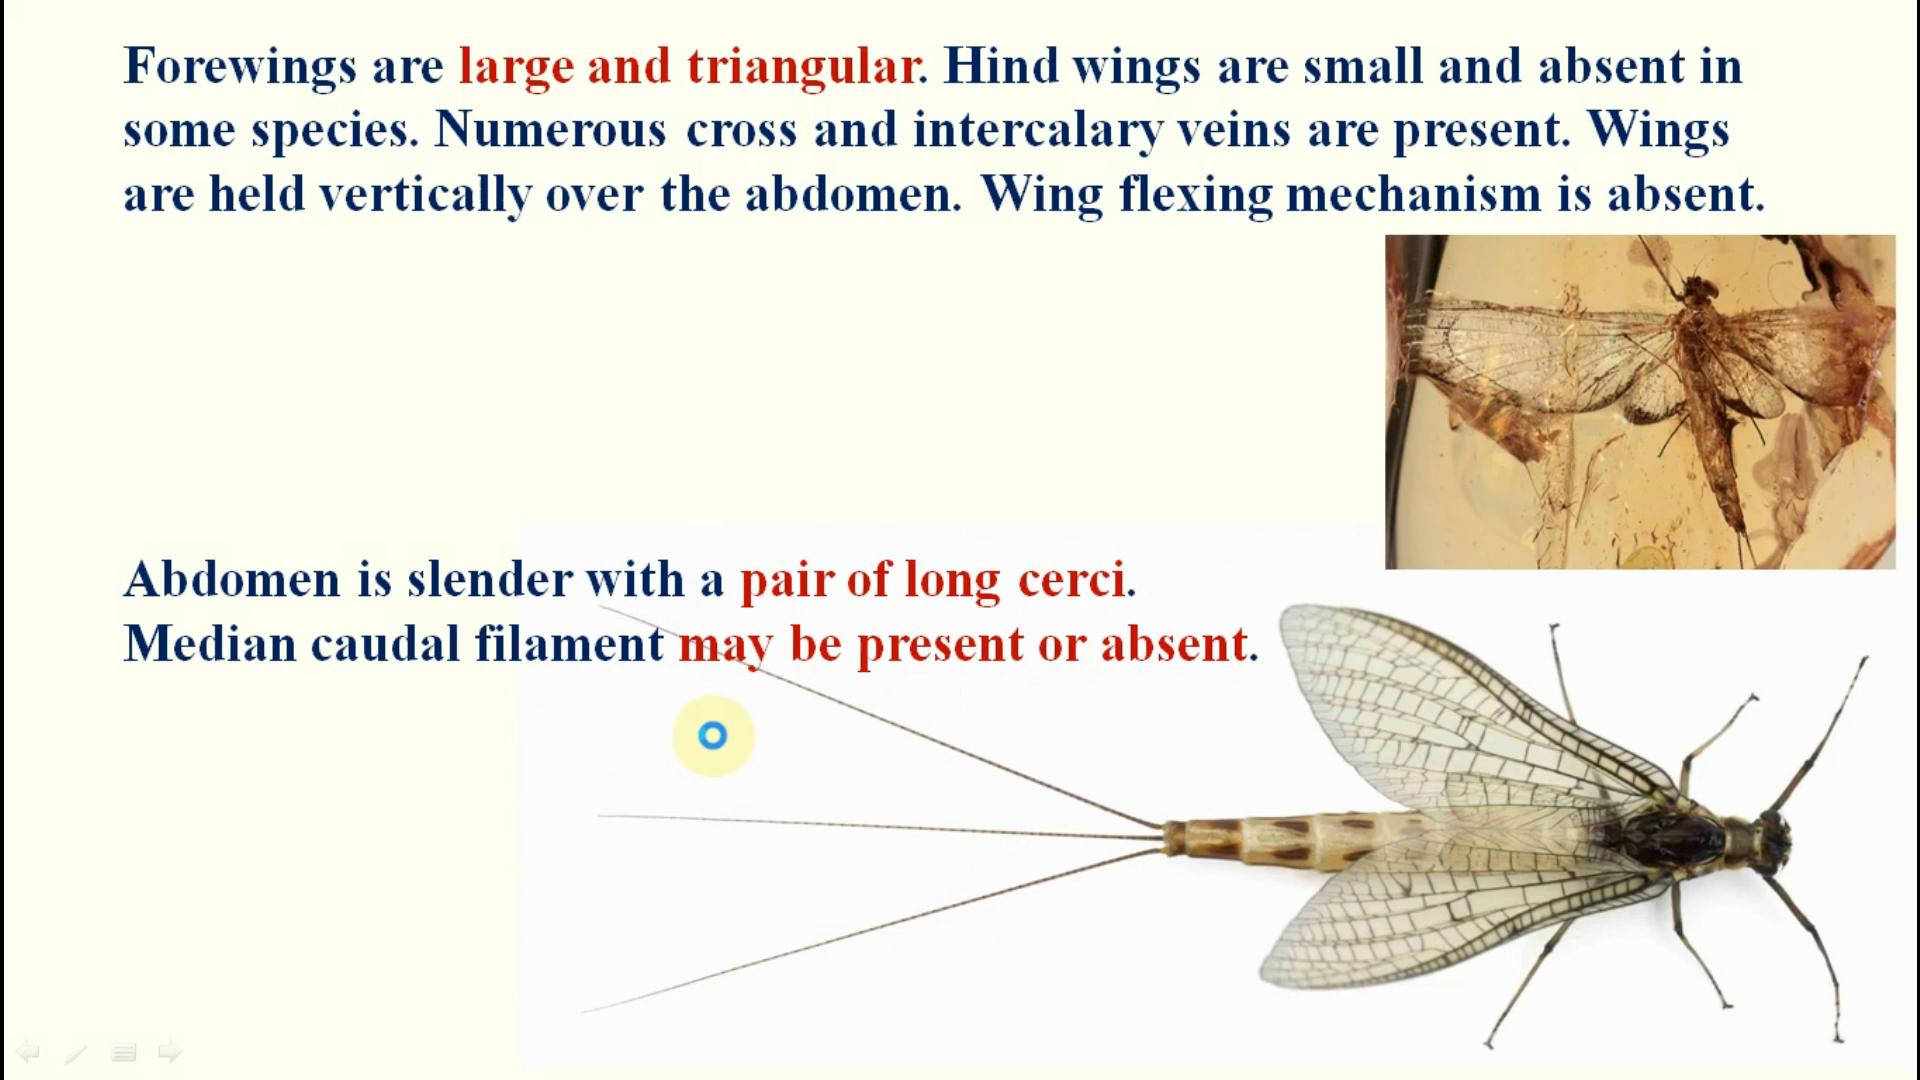 Forewings are large and triangular. Hind wings are small and absent in
some species. Numerous cross and intercalary veins are present. Wings
are held vertically over the abdomen. Wing flexing mechanism is absent.
Abdomen is slender with a pair of long cerci.
Median caudal filament may be present or absent.